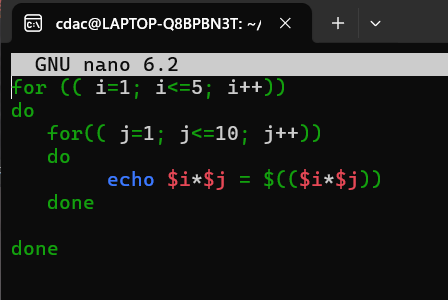 cdac@LAPTOP-Q8BPBN3T: ~/
GNU nano 6.2
for (( i=1; i<=5; i++))
do
   for(( j=1; j<=10; j++))
   do
        echo $i*$j = $(($i*$j))
   done
done